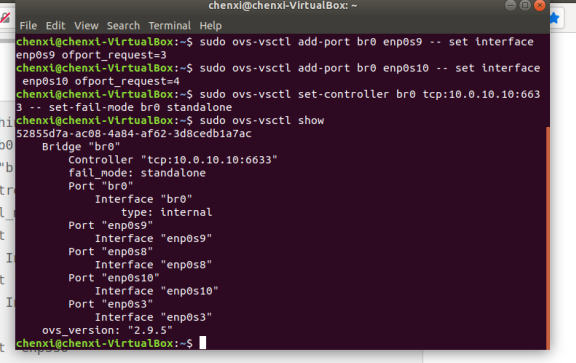 chenxi@chenxi-VirtualBox: ~
File Edit View Search Terminal Help
chenxi@chenxi-VirtualBox:~$ sudo ovs-vsctl add-port br0 enp0s9 -- set interface
enp0s9 ofport_request=3
chenxi@chenxi-VirtualBox:~$ sudo ovs-vsctl add-port br0 enp0s10 -- set interface
enp0s10 ofport_request=4
chenxi@chenxi-VirtualBox:~$ sudo ovs-vsctl set-controller br0 tcp:10.0.10.10:663
3 -- set-fail-mode br0 standalone
chenxi@chenxi-VirtualBox:~$ sudo ovs-vsctl show
52855d7a-ac08-4a84-af62-3d8cedb1a7ac
Bridge "br0"
Controller "tcp:10.0.10.10:6633"
fail_mode: standalone
Port "br0"
Interface "br0"
type: internal
Port "enp0s9"
Interface "enp0s9"
Port "enp0s8"
Interface "enp0s8"
Port "enp0s10"
Interface "enp0s10"
Port "enp0s3"
Interface "enp0s3"
ovs_version: "2.9.5"
chenxi@chenxi-VirtualBox:~$